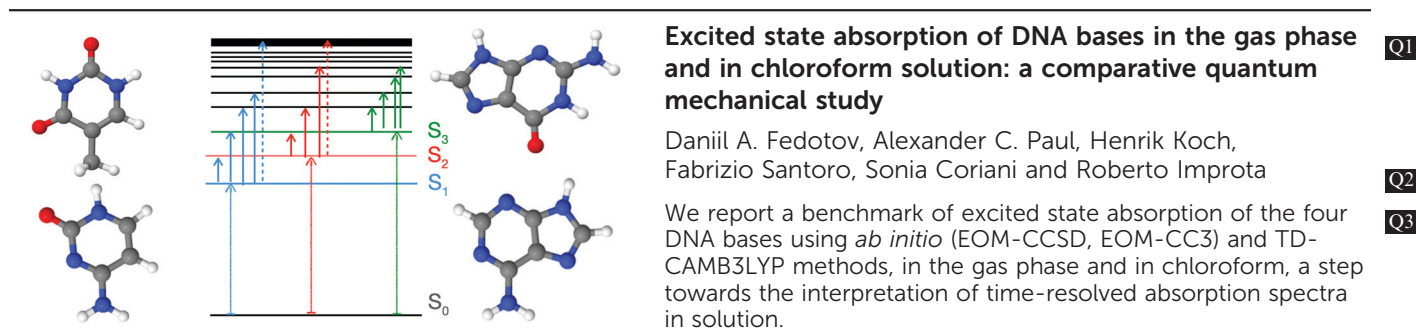 S3
S2
S1
S0
Excited state absorption of DNA bases in the gas phase
and in chloroform solution: a comparative quantum
mechanical study
Q1
Daniil A. Fedotov, Alexander C. Paul, Henrik Koch,
Fabrizio Santoro, Sonia Coriani and Roberto Improta
Q2
We report a benchmark of excited state absorption of the four
Q3
DNA bases using ab initio (EOM-CCSD, EOM-CC3) and TD-
CAMB3LYP methods, in the gas phase and in chloroform, a step
towards the interpretation of time-resolved absorption spectra
in solution.